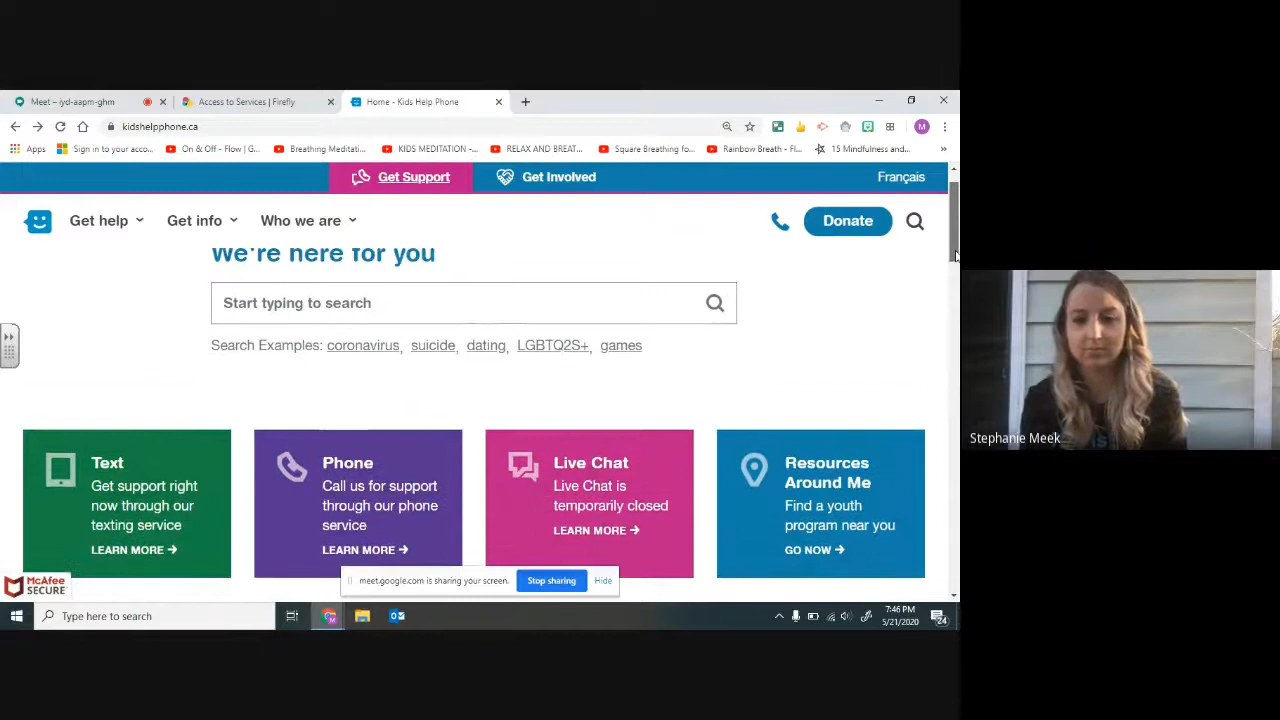 Meet – iyd-aapm-ghm
Access to Services | Firefly
Home - Kids Help Phone
kidshelpphone.ca
M
Apps
Sign in to your acco...
On & Off - Flow | G...
Breathing Meditati...
KIDS MEDITATION -...
RELAX AND BREAT...
Square Breathing fo...
Rainbow Breath - Fl...
15 Mindfulness and...
Get Support
Get Involved
Français
Get help
Get info
Who we are
Donate
We're here for you
Start typing to search
Search Examples: coronavirus, suicide, dating, LGBTQ2S+, games
Text
Get support right
now through our
texting service
LEARN MORE
Phone
Call us for support
through our phone
service
LEARN MORE
Live Chat
Live Chat is
temporarily closed
LEARN MORE
Resources
Around Me
Find a youth
program near you
GO NOW
McAfee
SECURE
meet.google.com is sharing your screen.
Stop sharing
Hide
Type here to search
7:46 PM
5/21/2020
24
Stephanie Meek